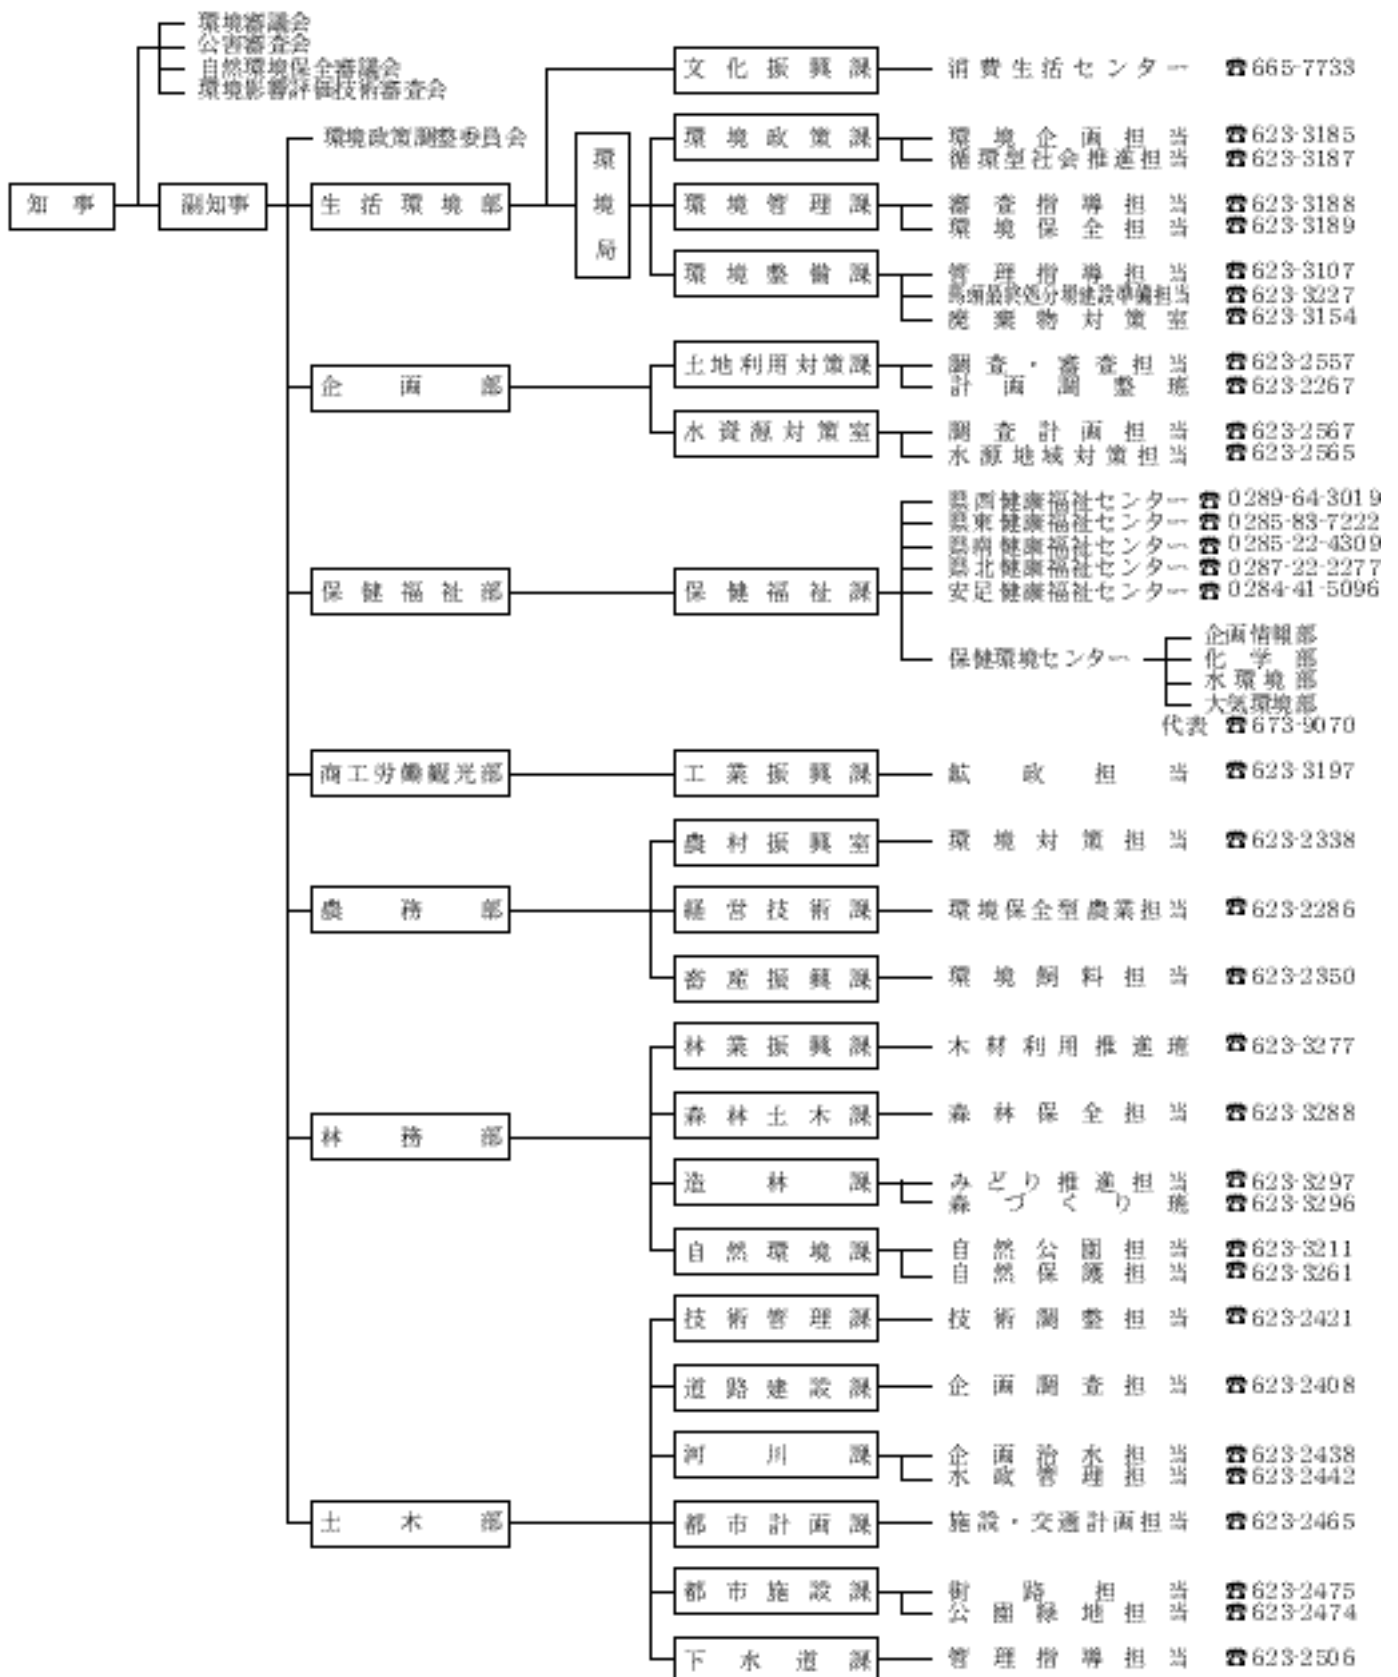 環境審議会
公害審査会
自然環境保全審議会
環境影響評価技術審査会
文化振興課 消費生活センター ☎665-7733
環境政策調整委員会
環境局
環境政策課 環境企画担当 ☎623-3185
循環型社会推進担当 ☎623-3187
知事 副知事 生活環境部 環境管理課 審査指導担当 ☎623-3188
環境保全担当 ☎623-3189
環境整備課 管理指導担当 ☎623-3107
馬頭最終処分場建設準備担当 ☎623-3227
廃棄物対策室 ☎623-3154
企画部 土地利用対策課 調査・審査担当 ☎623-2557
計画調整班 ☎623-2267
水資源対策室 調査計画担当 ☎623-2567
水源地域対策担当 ☎623-2565
県西健康福祉センター ☎0289-64-3019
県東健康福祉センター ☎0285-83-7222
県南健康福祉センター ☎0285-22-4309
県北健康福祉センター ☎0287-22-2277
保健福祉部 保健福祉課 安足健康福祉センター ☎0284-41-5096
保健環境センター 企画情報部
化学部
水環境部
大気環境部
代表 ☎673-9070
商工労働観光部 工業振興課 鉱政担当 ☎623-3197
農村振興室 環境対策担当 ☎623-2338
農務部 経営技術課 環境保全型農業担当 ☎623-2286
畜産振興課 環境飼料担当 ☎623-2350
林業振興課 木材利用推進班 ☎623-3277
林務部 森林土木課 森林保全担当 ☎623-3288
造林課 みどり推進担当 ☎623-3297
森づくり班 ☎623-3296
自然環境課 自然公園担当 ☎623-3211
自然保護担当 ☎623-3261
技術管理課 技術調整担当 ☎623-2421
道路建設課 企画調査担当 ☎623-2408
河川課 企画治水担当 ☎623-2438
水政管理担当 ☎623-2442
土木部 都市計画課 施設・交通計画担当 ☎623-2465
都市施設課 街路担当 ☎623-2475
公園緑地担当 ☎623-2474
下水道課 管理指導担当 ☎623-2506